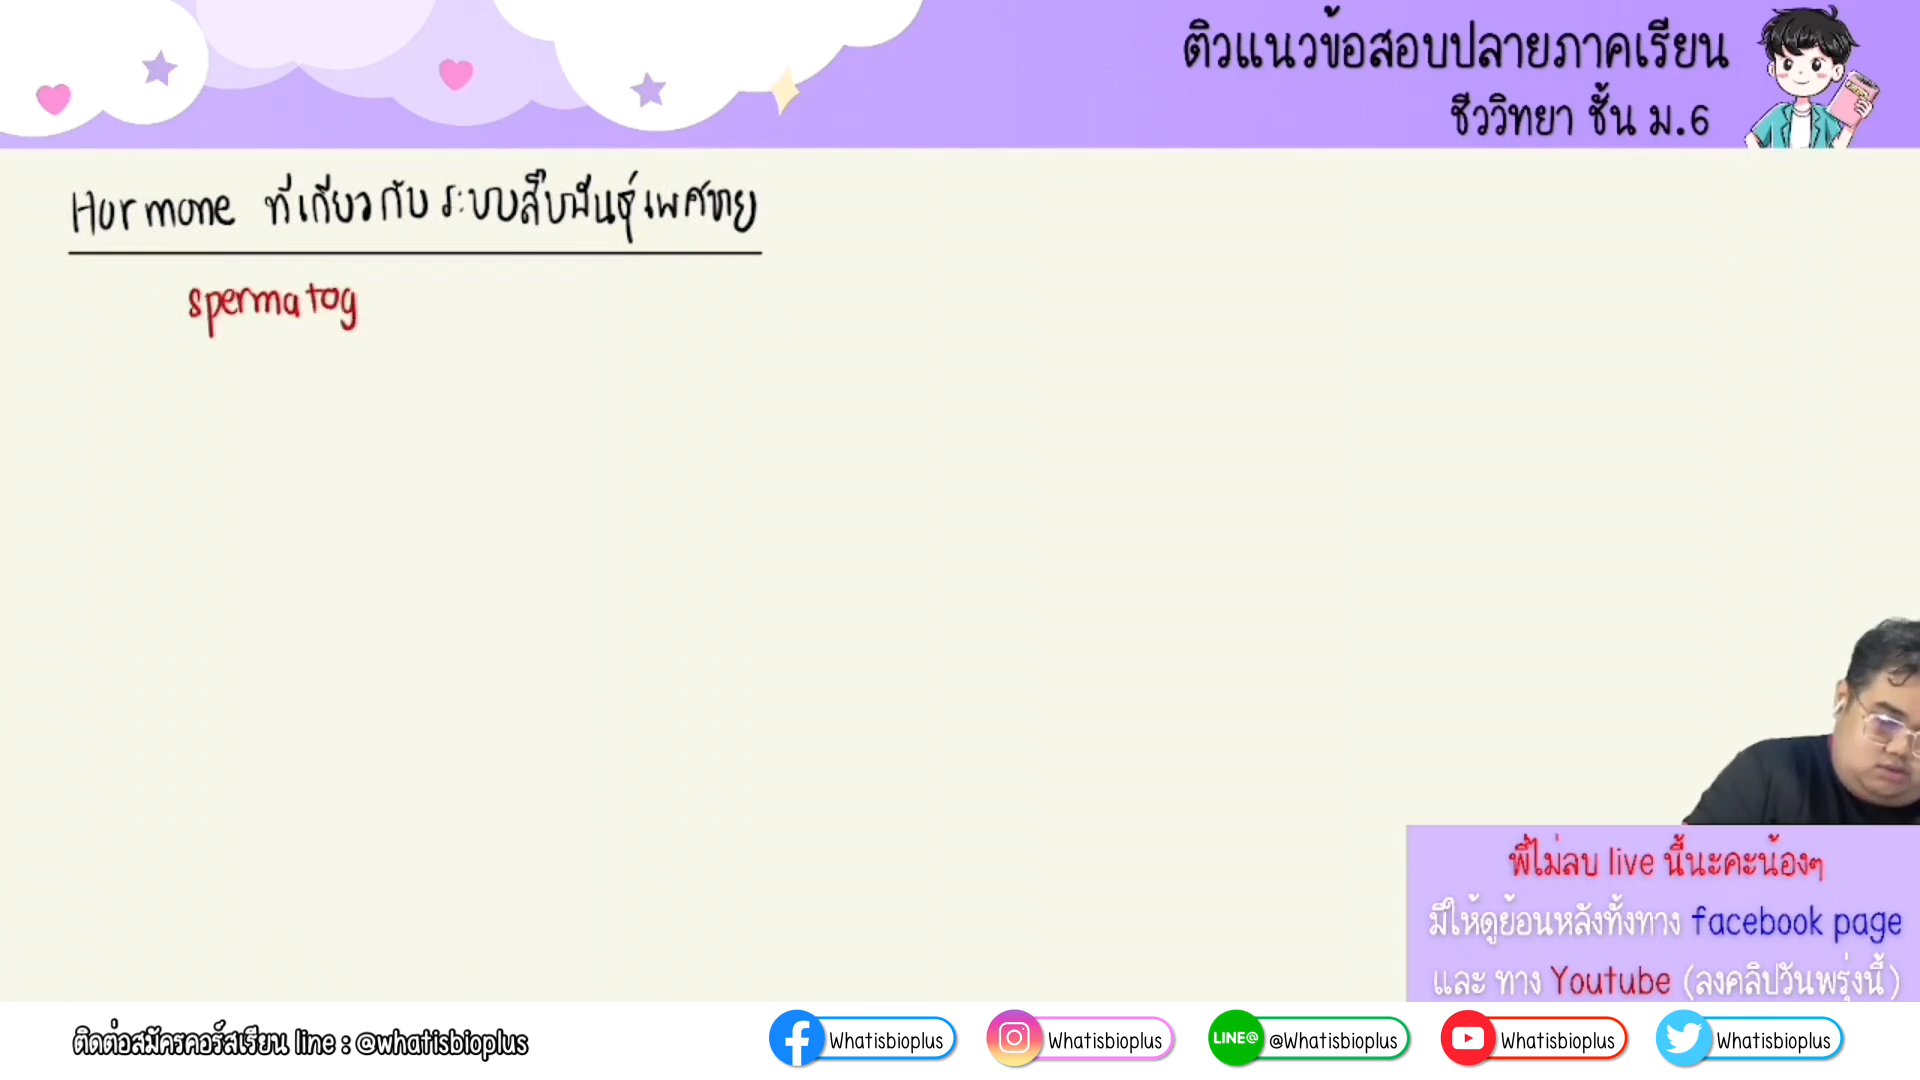 ติวแนวข้อสอบปลายภาคเรียน
ชีววิทยา ชั้น ม.6
Hormone ที่เกี่ยวกับระบบสืบพันธุ์เพศชาย
spermatog
พี่ไม่ลบ live นี้นะคะน้องๆ
มีให้ดูย้อนหลังทั้งทาง facebook page
และ ทาง Youtube (ลงคลิปวันพรุ่งนี้)
ติดต่อสมัครคอร์สเรียน line : @whatisbioplus
Whatisbioplus
Whatisbioplus
LINE@ @Whatisbioplus
Whatisbioplus
Whatisbioplus